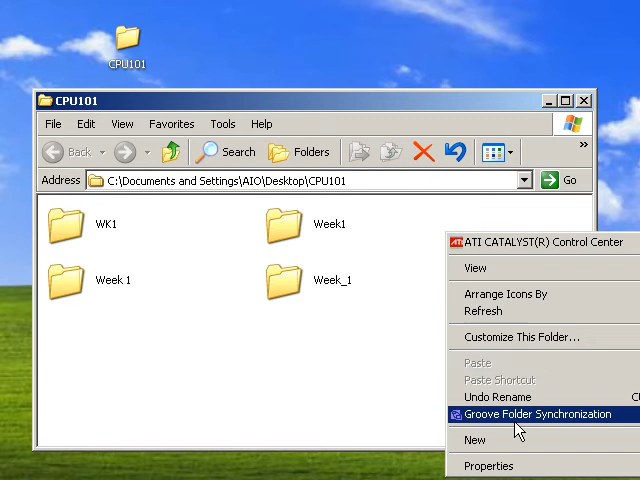 CPU101
CPU101
File Edit View Favorites Tools Help
Back Search Folders »
Address C:\Documents and Settings\AIO\Desktop\CPU101 Go »
WK1 Week1
Week 1 Week_1
ATI ATI CATALYST(R) Control Center
View
Arrange Icons By
Refresh
Customize This Folder...
Paste
Paste Shortcut
Undo Rename
Groove Folder Synchronization
New
Properties